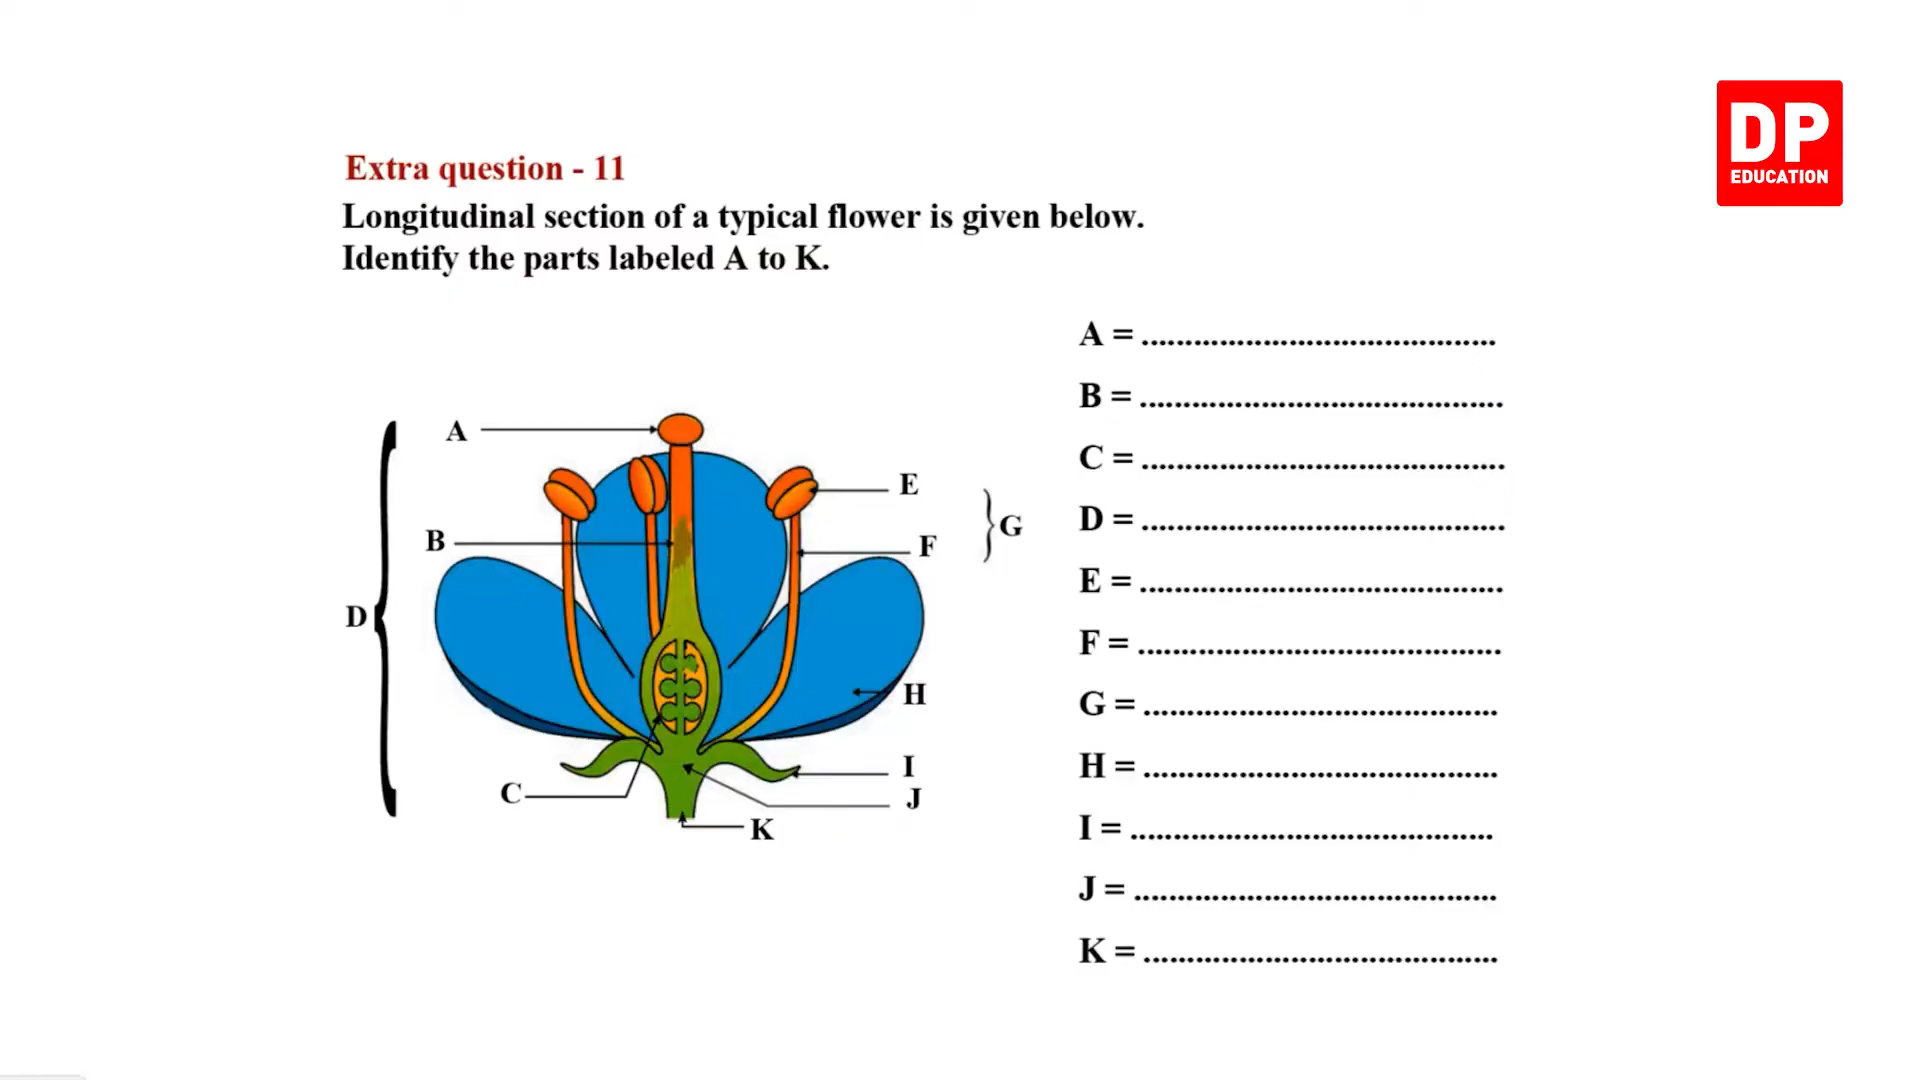 DP
EDUCATION
Extra question - 11
Longitudinal section of a typical flower is given below.
Identify the parts labeled A to K.
A
B
C
D
E
F
G
H
I
J
K
A = .........................................
B = ..........................................
C = ..........................................
D = ..........................................
E = ..........................................
F = ..........................................
G = .........................................
H = .........................................
I = ..........................................
J = ..........................................
K = .........................................